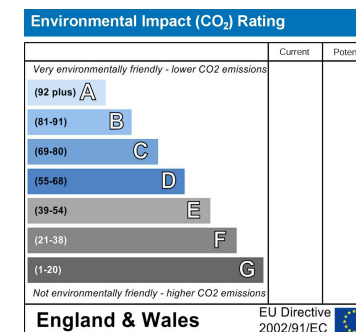 Environmental Impact (CO₂) Rating
Current Poten
Very environmentally friendly - lower CO2 emissions
(92 plus) A
(81-91) B
(69-80) C
(55-68) D
(39-54) E
(21-38) F
(1-20) G
Not environmentally friendly - higher CO2 emissions
England & Wales
EU Directive
2002/91/EC